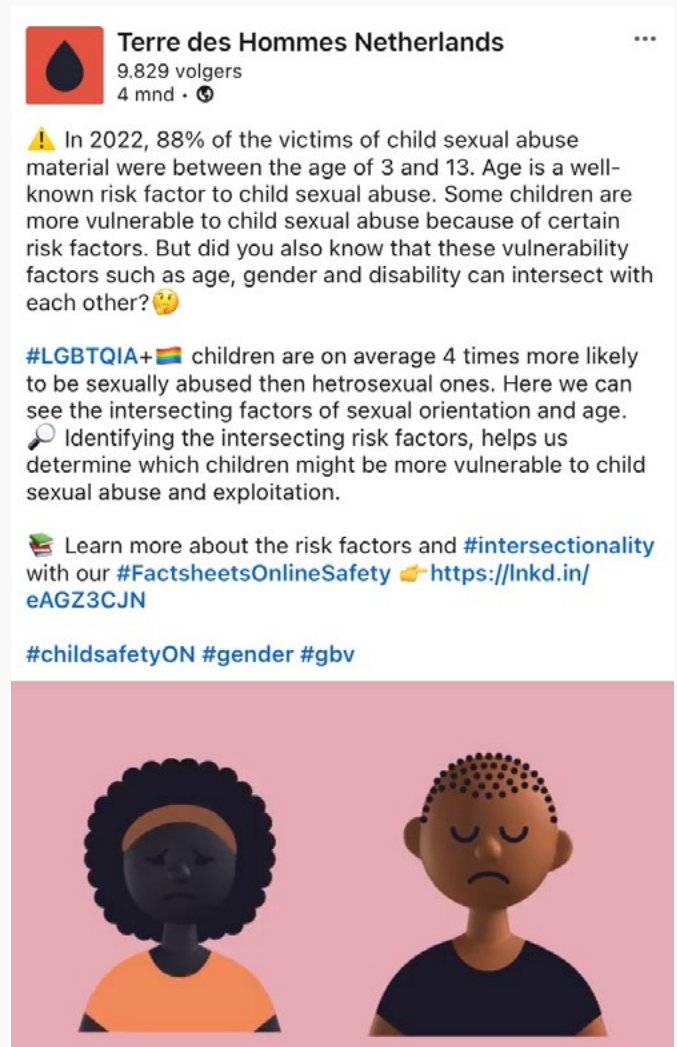 Terre des Hommes Netherlands
9.829 volgers
4 mnd •
⚠️ In 2022, 88% of the victims of child sexual abuse
material were between the age of 3 and 13. Age is a well-
known risk factor to child sexual abuse. Some children are
more vulnerable to child sexual abuse because of certain
risk factors. But did you also know that these vulnerability
factors such as age, gender and disability can intersect with
each other?🤔
#LGBTQIA+🏳️‍🌈 children are on average 4 times more likely
to be sexually abused then hetrosexual ones. Here we can
see the intersecting factors of sexual orientation and age.
🔎 Identifying the intersecting risk factors, helps us
determine which children might be more vulnerable to child
sexual abuse and exploitation.
📚 Learn more about the risk factors and #intersectionality
with our #FactsheetsOnlineSafety 👉https://lnkd.in/
eAGZ3CJN
#childsafetyON #gender #gbv